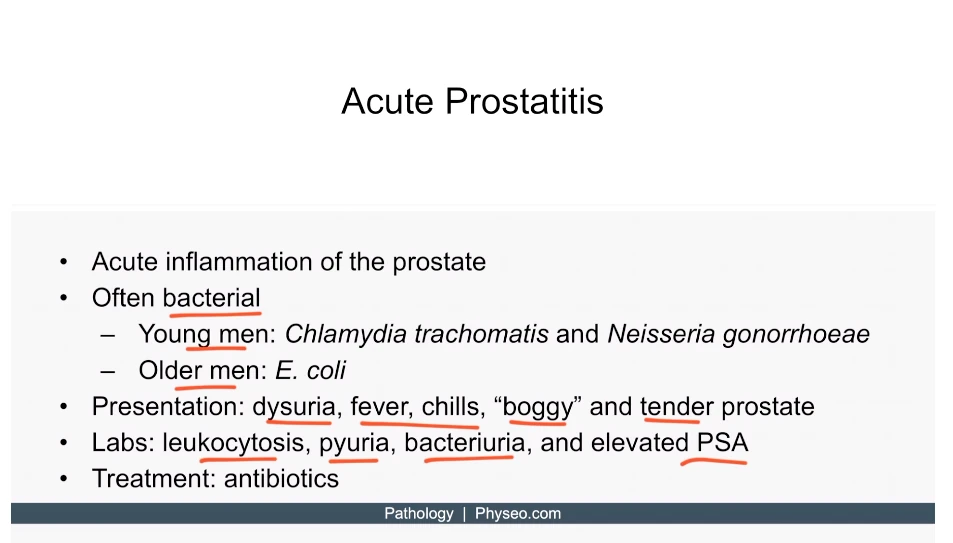 Acute Prostatitis
• Acute inflammation of the prostate
• Often bacterial
– Young men: Chlamydia trachomatis and Neisseria gonorrhoeae
– Older men: E. coli
• Presentation: dysuria, fever, chills, “boggy” and tender prostate
• Labs: leukocytosis, pyuria, bacteriuria, and elevated PSA
• Treatment: antibiotics
Pathology | Physeo.com